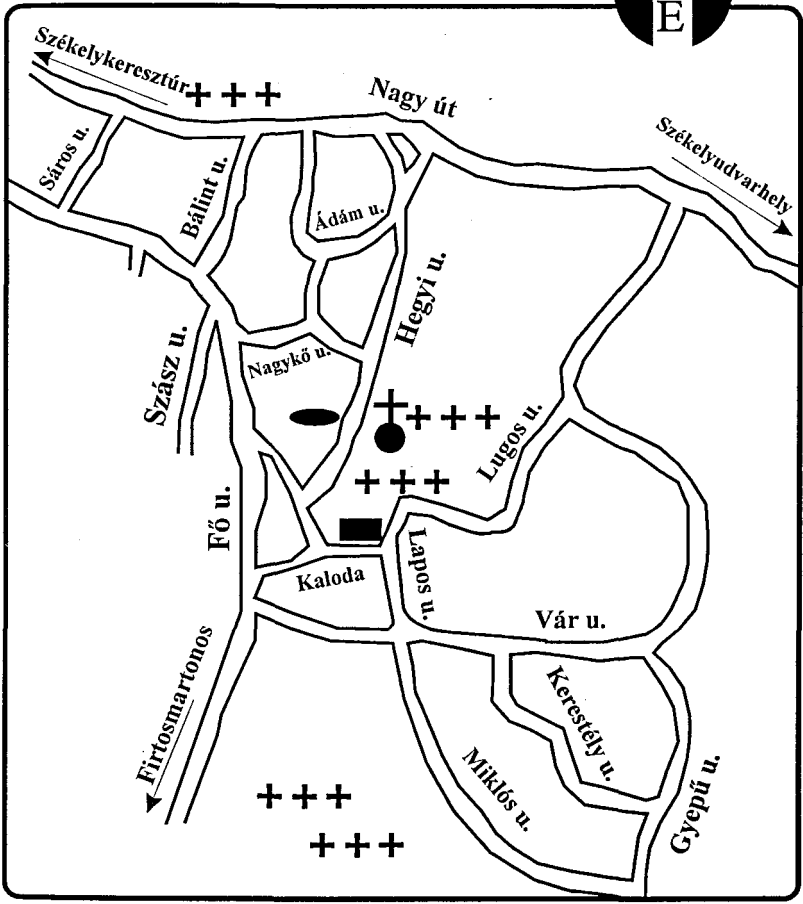 E
Székelykeresztúr
Nagy út
Székelyudvarhely
Sáros u.
Bálint u.
Ádám u.
Hegyi u.
Szász u.
Nagykő u.
Lugos u.
Fő u.
Kaloda
Lapos u.
Vár u.
Firtosmartonos
Kerestély u.
Miklós u.
Gyepű u.